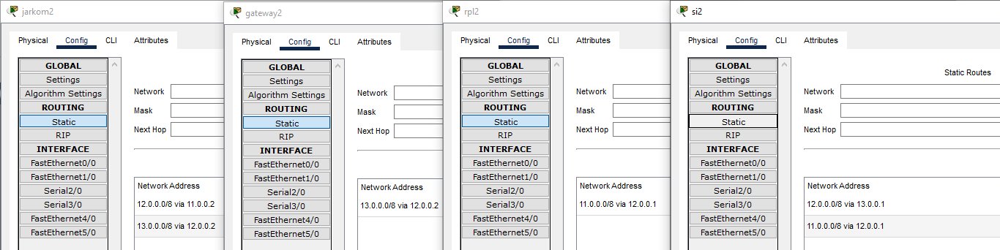 jarkom2
Physical Config CLI Attributes
GLOBAL
Settings
Algorithm Settings
ROUTING
Static
RIP
INTERFACE
FastEthernet0/0
FastEthernet1/0
Serial2/0
Serial3/0
FastEthernet4/0
FastEthernet5/0
Network
Mask
Next Hop
Network Address
12.0.0.0/8 via 11.0.0.2
13.0.0.0/8 via 12.0.0.2
gateway2
Physical Config CLI Attributes
GLOBAL
Settings
Algorithm Settings
ROUTING
Static
RIP
INTERFACE
FastEthernet0/0
FastEthernet1/0
Serial2/0
Serial3/0
FastEthernet4/0
FastEthernet5/0
Network
Mask
Next Hop
Network Address
13.0.0.0/8 via 12.0.0.2
rpl2
Physical Config CLI Attributes
GLOBAL
Settings
Algorithm Settings
ROUTING
Static
RIP
INTERFACE
FastEthernet0/0
FastEthernet1/0
Serial2/0
Serial3/0
FastEthernet4/0
FastEthernet5/0
Network
Mask
Next Hop
Network Address
11.0.0.0/8 via 12.0.0.1
si2
Physical Config CLI Attributes
GLOBAL
Settings
Algorithm Settings
ROUTING
Static
RIP
INTERFACE
FastEthernet0/0
FastEthernet1/0
Serial2/0
Serial3/0
FastEthernet4/0
FastEthernet5/0
Static Routes
Network
Mask
Next Hop
Network Address
12.0.0.0/8 via 13.0.0.1
11.0.0.0/8 via 12.0.0.1